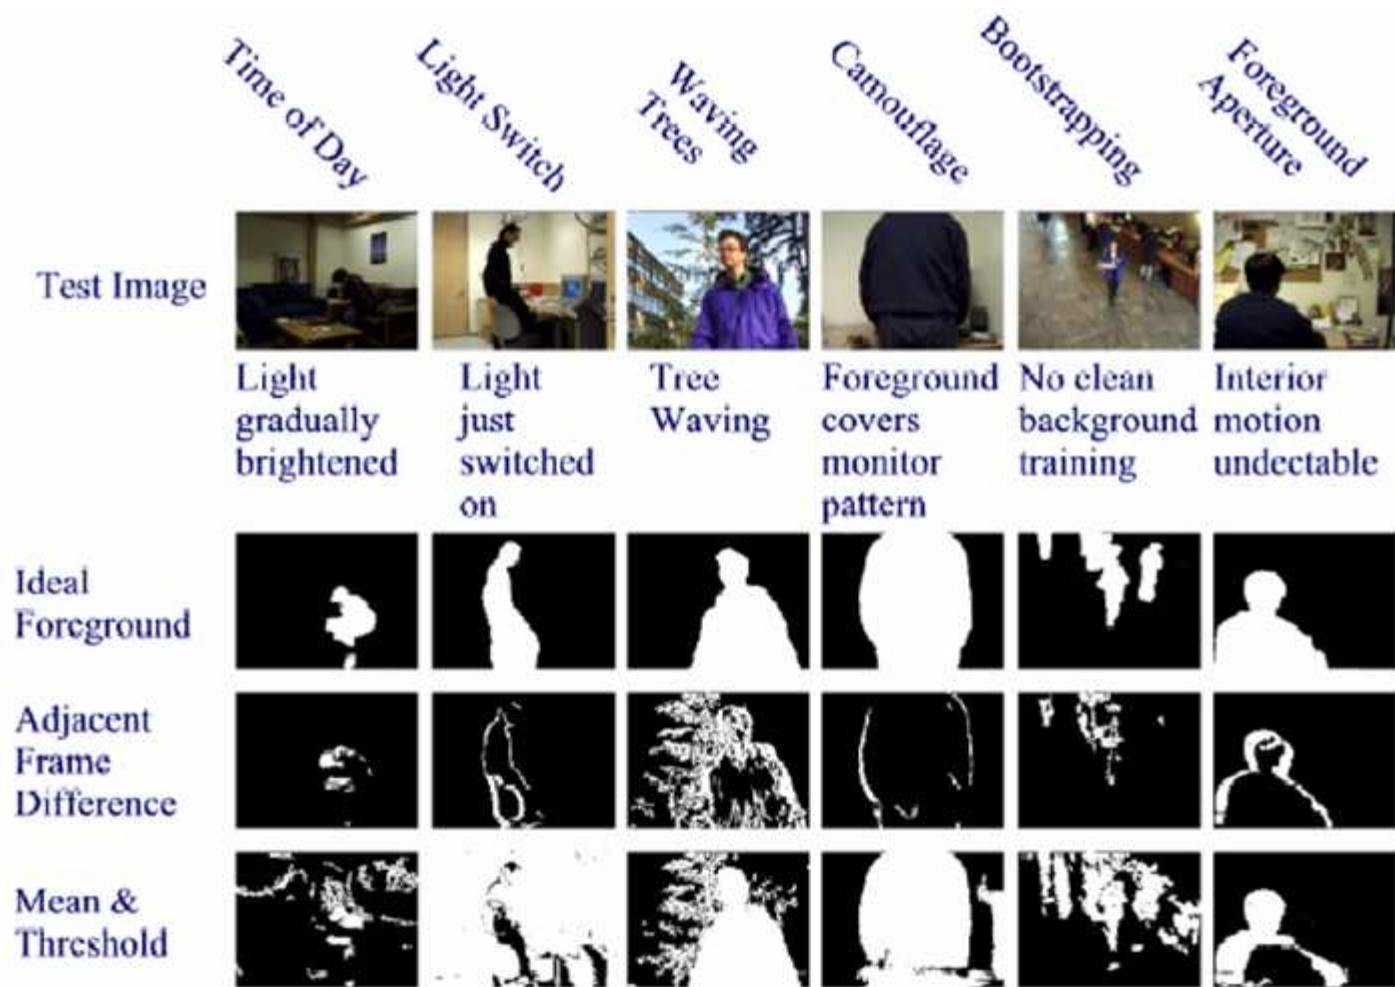 Time of Day
Light Switch
Waving
Trees
Camouflage
Bootstrapping
Foreground
Aperture
Test Image
Light
gradually
brightened
Light
just
switched
on
Tree
Waving
Foreground
covers
monitor
pattern
No clean
background
training
Interior
motion
undectable
Ideal
Foreground
Adjacent
Frame
Difference
Mean &
Threshold